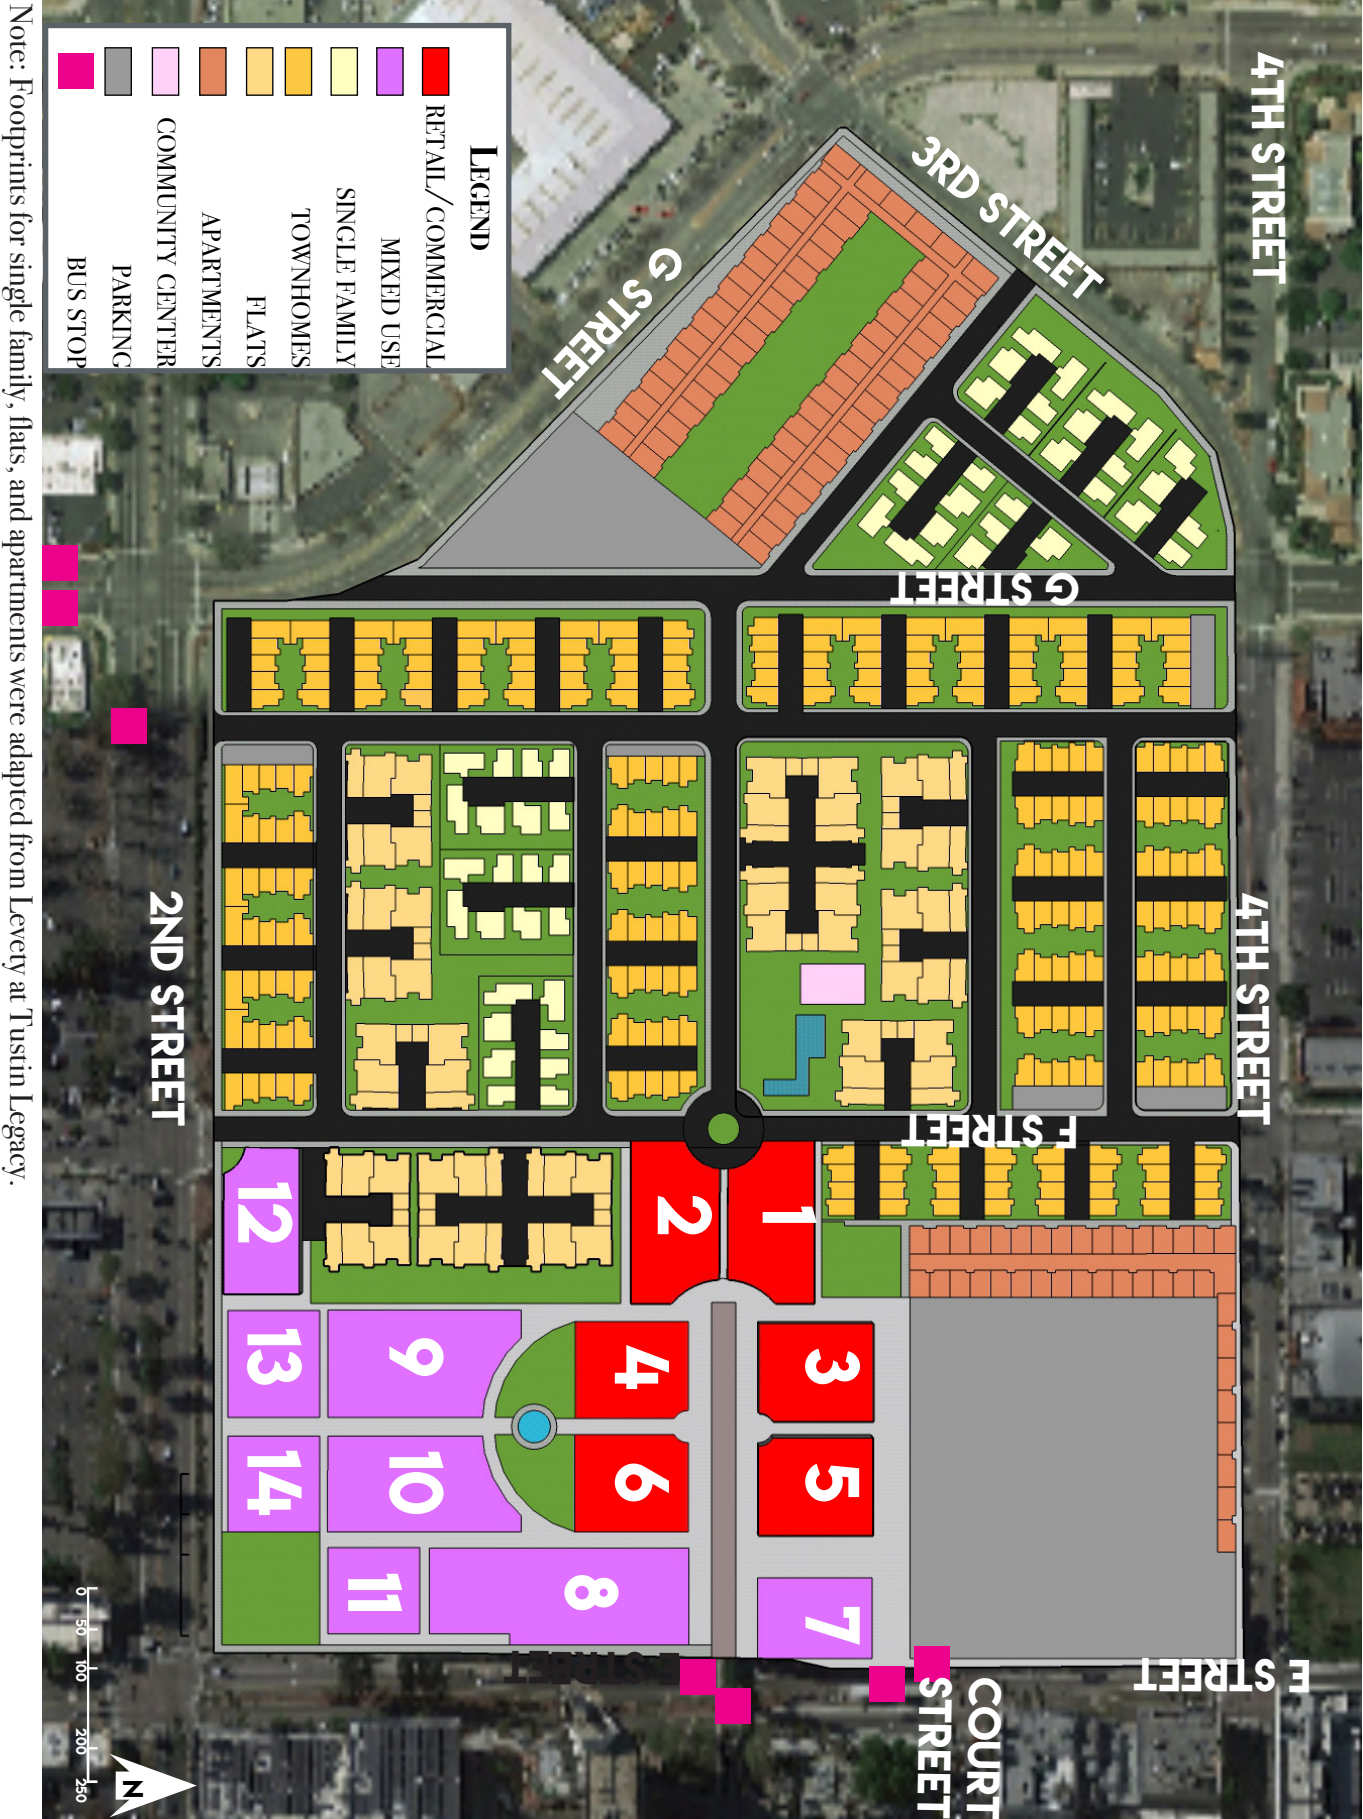 LEGEND
RETAIL/COMMERCIAL
MIXED USE
SINGLE FAMILY
TOWNHOMES
FLATS
APARTMENTS
COMMUNITY CENTER
PARKING
BUS STOP
4TH STREET
3RD STREET
G STREET
G STREET
4TH STREET
F STREET
2ND STREET
1
2
3
4
5
6
7
8
9
10
11
12
13
14
E STREET
E STREET
COURT
STREET
0 50 100 200 250
N
Note: Footprints for single family, flats, and apartments were adapted from Levety at Tustin Legacy.